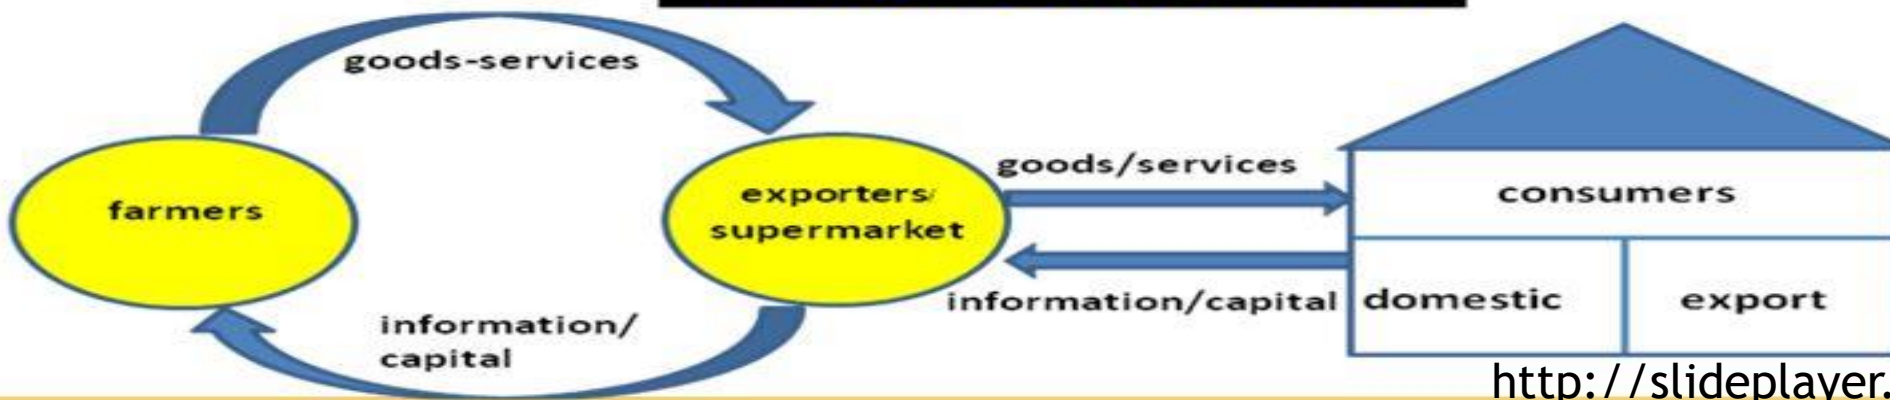 goods-services
farmers
exporters/
supermarket
goods/services
consumers
information/capital
domestic
export
information/
capital
http://slideplayer.